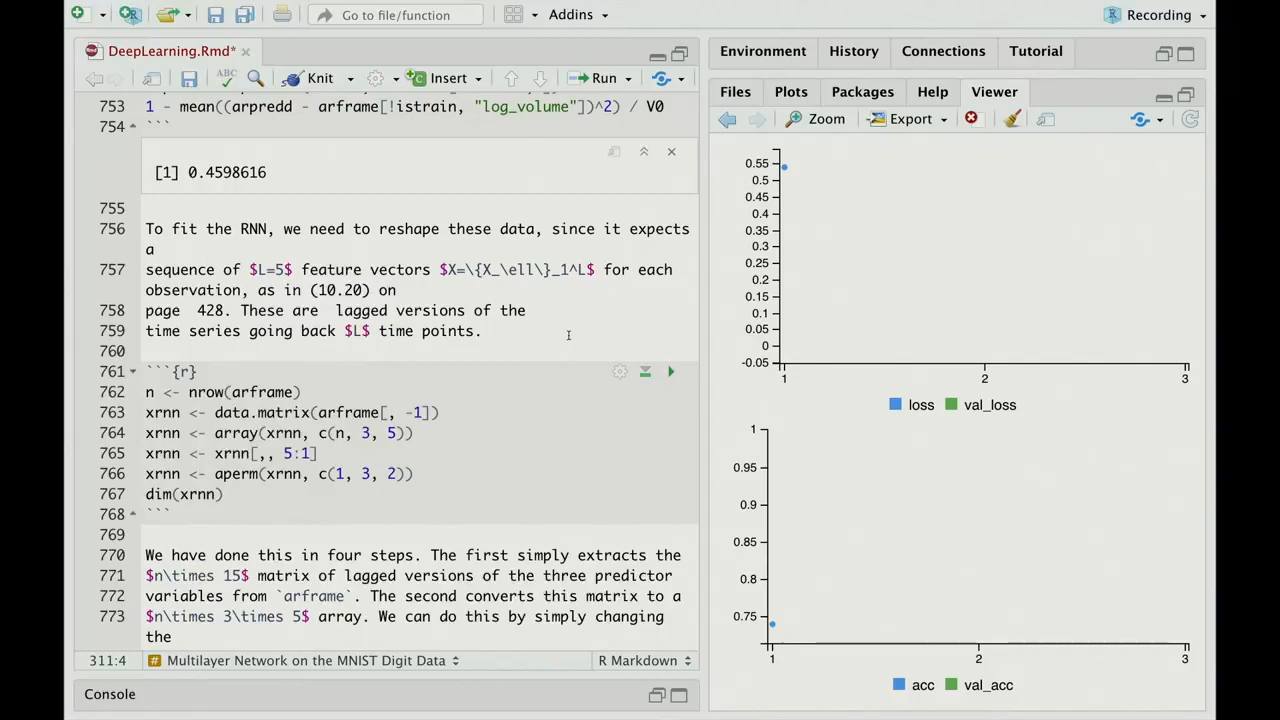 Go to file/function
Addins
Recording
DeepLearning.Rmd*
ABC
Knit
Insert
Run
753 1 - mean((arpredd - arframe[!istrain, "log_volume"])^2) / V0
754 ```
[1] 0.4598616
755
756 To fit the RNN, we need to reshape these data, since it expects
a
757 sequence of $L=5$ feature vectors $X=\{X_\ell\}_1^L$ for each
observation, as in (10.20) on
758 page  428. These are  lagged versions of the
759 time series going back $L$ time points.
760
761 ```{r}
762 n <- nrow(arframe)
763 xrnn <- data.matrix(arframe[, -1])
764 xrnn <- array(xrnn, c(n, 3, 5))
765 xrnn <- xrnn[,, 5:1]
766 xrnn <- aperm(xrnn, c(1, 3, 2))
767 dim(xrnn)
768 ```
769
770 We have done this in four steps. The first simply extracts the
771 $n\times 15$ matrix of lagged versions of the three predictor
772 variables from `arframe`. The second converts this matrix to a
773 $n\times 3\times 5$ array. We can do this by simply changing
the
311:4 # Multilayer Network on the MNIST Digit Data R Markdown
Console
Environment History Connections Tutorial
Files Plots Packages Help Viewer
Zoom Export
0.55
0.5
0.45
0.4
0.35
0.3
0.25
0.2
0.15
0.1
0.05
0
-0.05
1 2 3
loss val_loss
1
0.95
0.9
0.85
0.8
0.75
1 2 3
acc val_acc